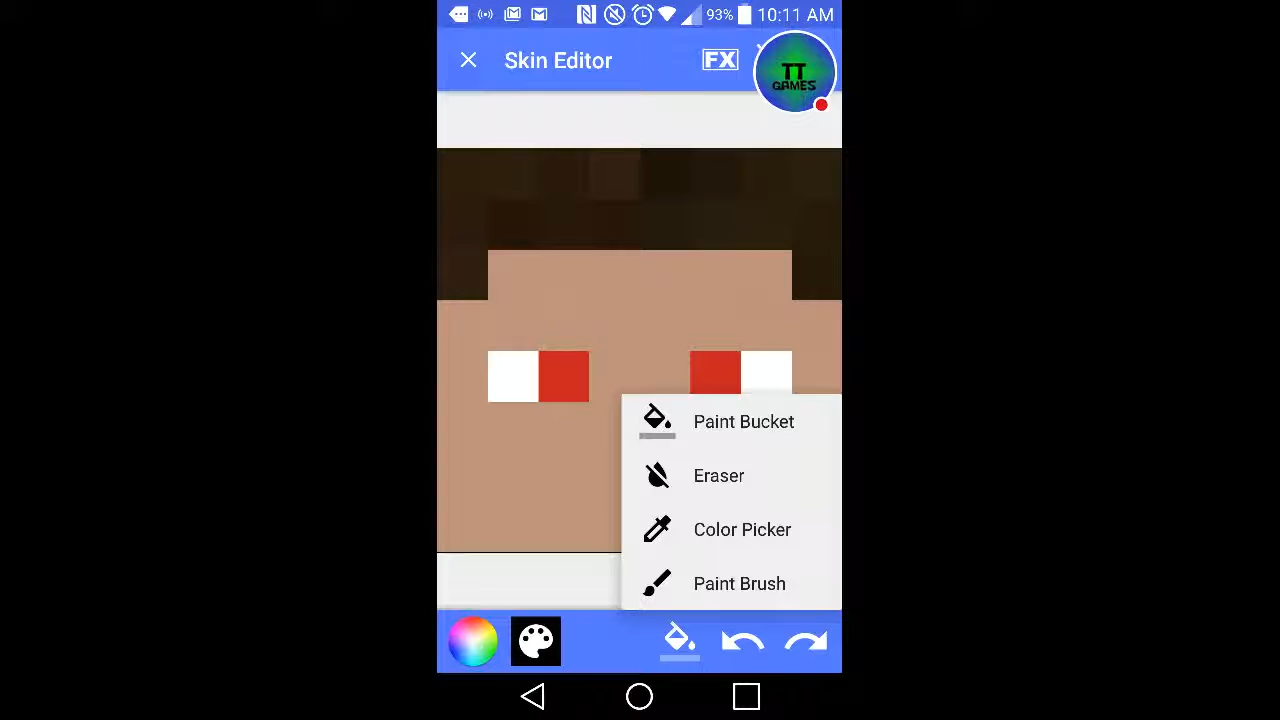 93% 10:11 AM
Skin Editor
FX
TT
GAMES
Paint Bucket
Eraser
Color Picker
Paint Brush